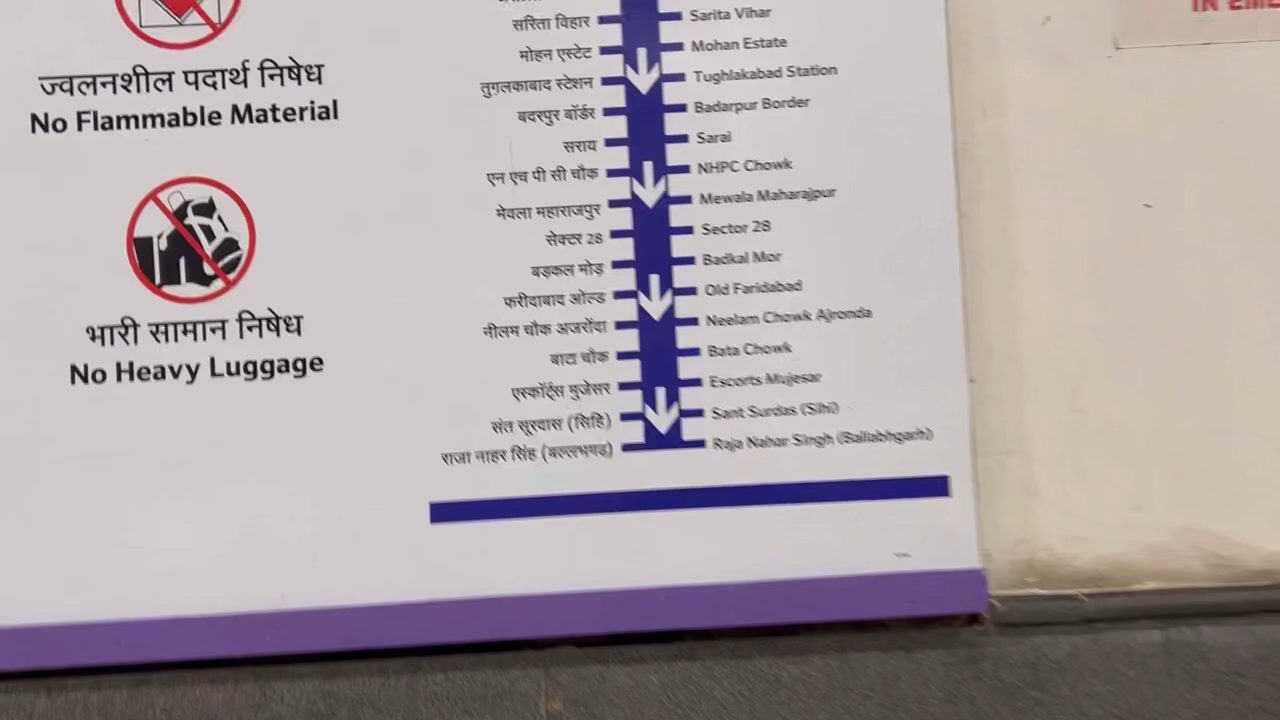 ज्वलनशील पदार्थ निषेध
No Flammable Material
भारी सामान निषेध
No Heavy Luggage
सरिता विहार Sarita Vihar
मोहन एस्टेट Mohan Estate
तुग़लकाबाद स्टेशन Tughlakabad Station
बदरपुर बॉर्डर Badarpur Border
सराय Sarai
एन एच पी सी चौक NHPC Chowk
मेवला महाराजपुर Mewala Maharajpur
सेक्टर 28 Sector 28
बड़कल मोड़ Badkal Mor
फरीदाबाद ओल्ड Old Faridabad
नीलम चौक अजरौंदा Neelam Chowk Ajronda
बाटा चौक Bata Chowk
एस्कॉर्ट्स मुजेसर Escorts Mujesar
संत सूरदास (सिहि) Sant Surdas (Sihi)
राजा नाहर सिंह (बल्लभगढ़) Raja Nahar Singh (Ballabhgarh)